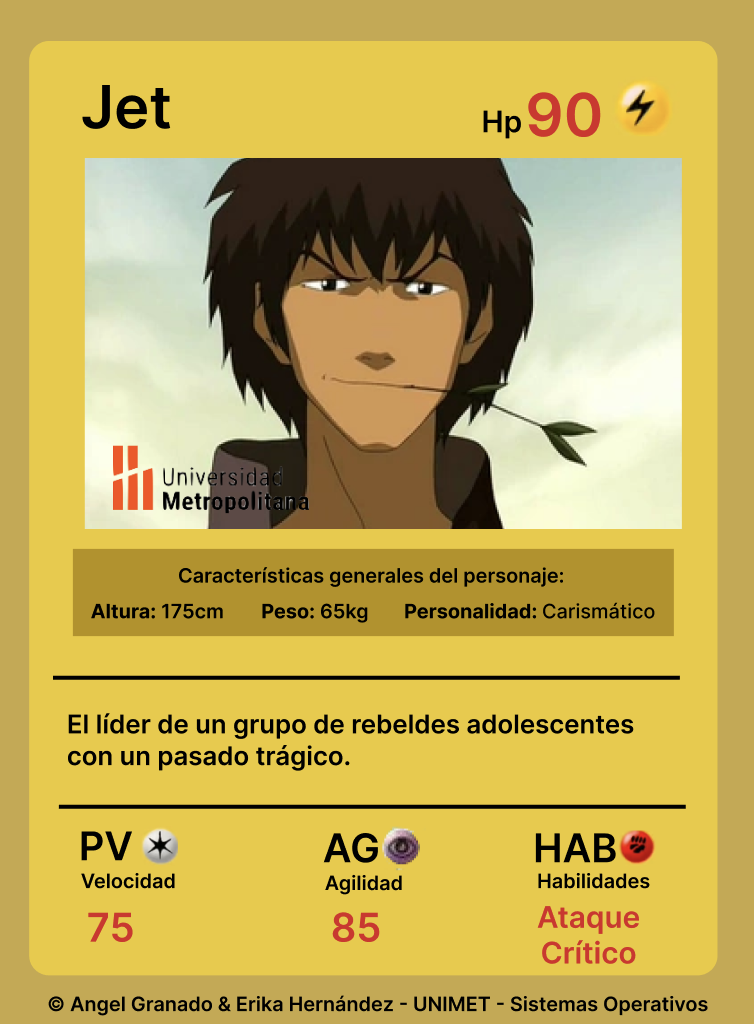 Jet
Hp 90
Universidad
Metropolitana
Características generales del personaje:
Altura: 175cm Peso: 65kg Personalidad: Carismático
El líder de un grupo de rebeldes adolescentes
con un pasado trágico.
PV AG HAB
Velocidad Agilidad Habilidades
75 85 Ataque
Crítico
© Angel Granado & Erika Hernández - UNIMET - Sistemas Operativos